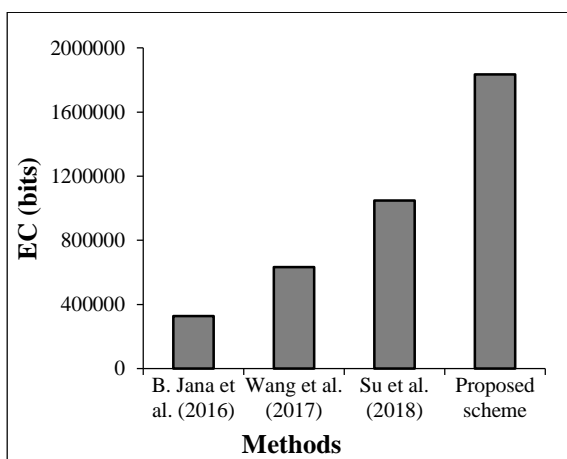 2000000
1600000
1200000
800000
400000
0
EC (bits)
B. Jana et
al. (2016)
Wang et al.
(2017)
Su et al.
(2018)
Proposed
scheme
Methods